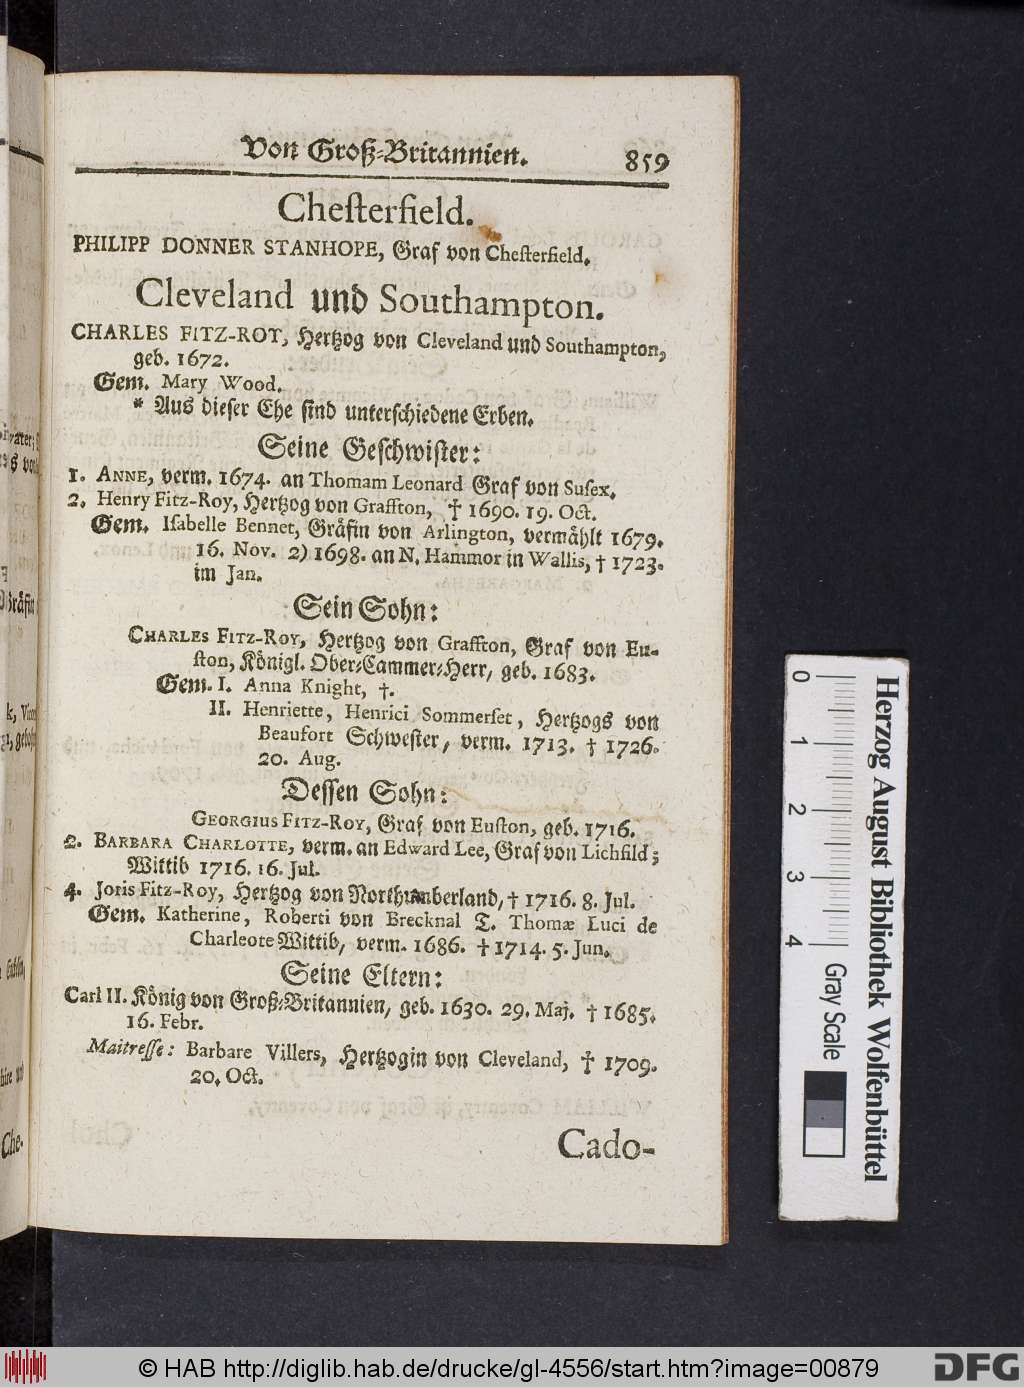 Von Groß-Britannien. 859
Chesterfield.
PHILIPP DONNER STANHOPE, Graf von Chesterfield.
Cleveland und Southampton.
CHARLES FITZ-ROY, Hertzog von Cleveland und Southampton,
geb. 1672.
Gem. Mary Wood.
* Aus dieser Ehe sind unterschiedene Erben.
Seine Geschwister:
1. ANNE, verm. 1674. an Thomam Leonard Graf von Susex.
2. Henry Fitz-Roy, Hertzog von Graffton, † 1690. 19. Oct.
Gem. Isabelle Bennet, Gräfin von Arlington, vermählt 1679.
16. Nov. 2) 1698. an N. Hammor in Wallis, † 1723.
im Jan.
Sein Sohn:
CHARLES FITZ-ROY, Hertzog von Graffton, Graf von Eu-
ston, Königl. Ober-Cammer-Herr, geb. 1683.
Gem. I. Anna Knight, †.
II. Henriette, Henrici Sommerset, Hertzogs von
Beaufort Schwester, verm. 1713. † 1726.
20. Aug.
Dessen Sohn:
GEORGIUS FITZ-ROY, Graf von Euston, geb. 1716.
2. BARBARA CHARLOTTE, verm. an Edward Lee, Graf von Lichfild;
Wittib 1716. 16. Jul.
4. Joris Fitz-Roy, Hertzog von Northumberland, † 1716. 8. Jul.
Gem. Katherine, Roberti von Brecknal T. Thomæ Luci de
Charleote Wittib, verm. 1686. † 1714. 5. Jun.
Seine Eltern:
Carl II. König von Groß-Britannien, geb. 1630. 29. Maj. † 1685.
16. Febr.
Maitresse: Barbare Villers, Hertzogin von Cleveland, † 1709.
20. Oct.
Cado-
Che-
0 1 2 3 4
Gray Scale
Herzog August Bibliothek Wolfenbüttel
© HAB http://diglib.hab.de/drucke/gl-4556/start.htm?image=00879
DFG